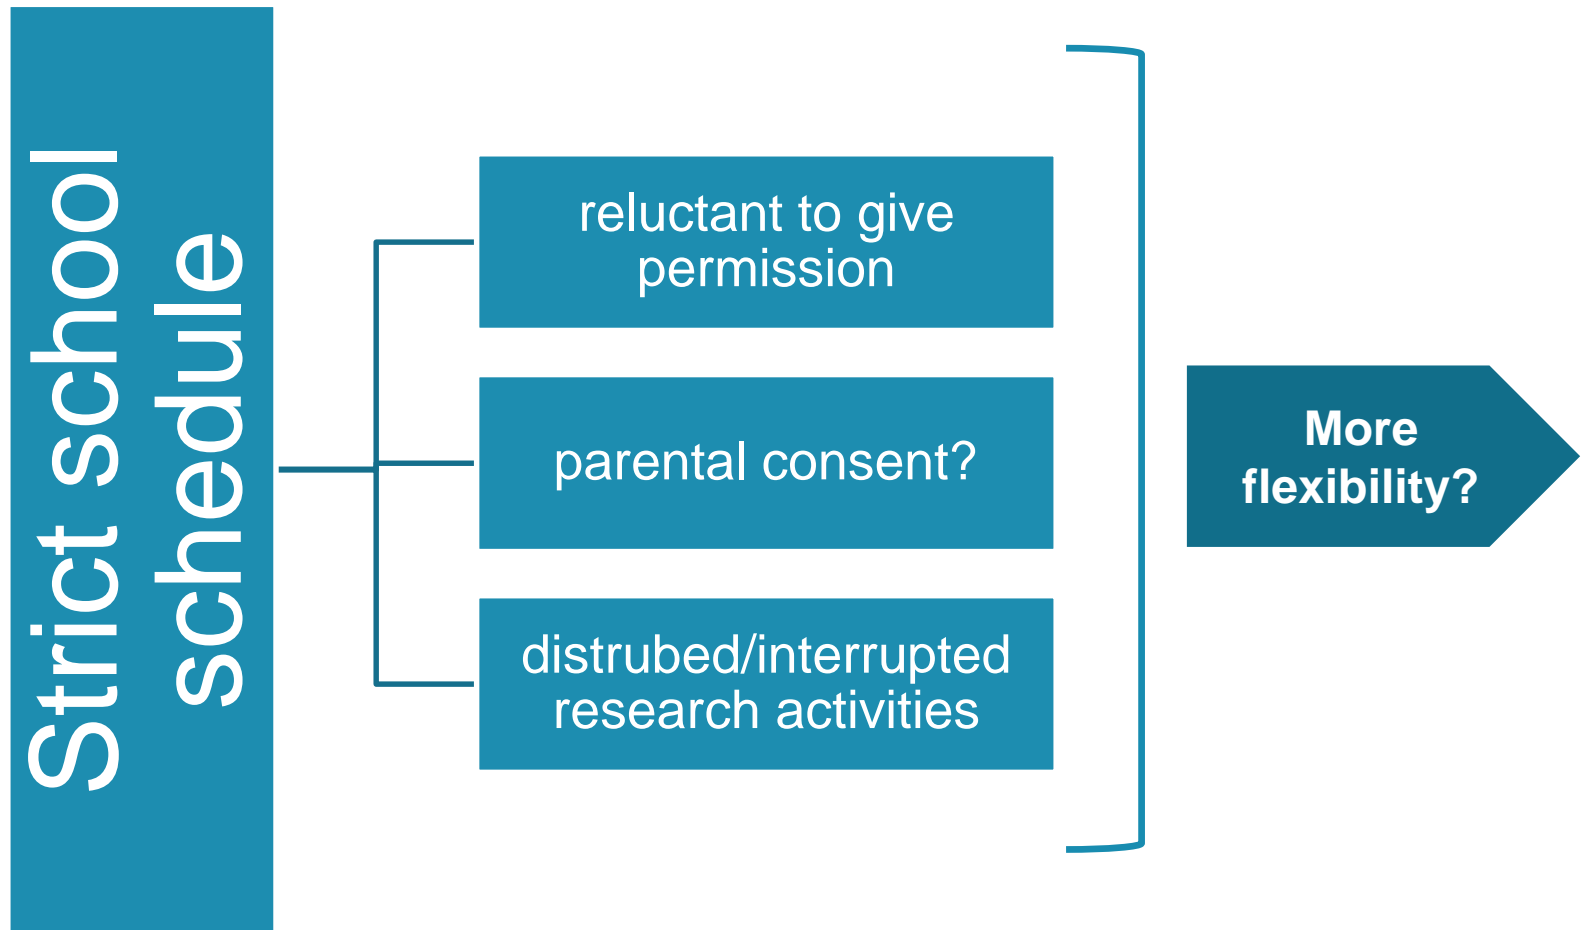 Strict school
schedule
reluctant to give
permission
parental consent?
distrubed/interrupted
research activities
More
flexibility?